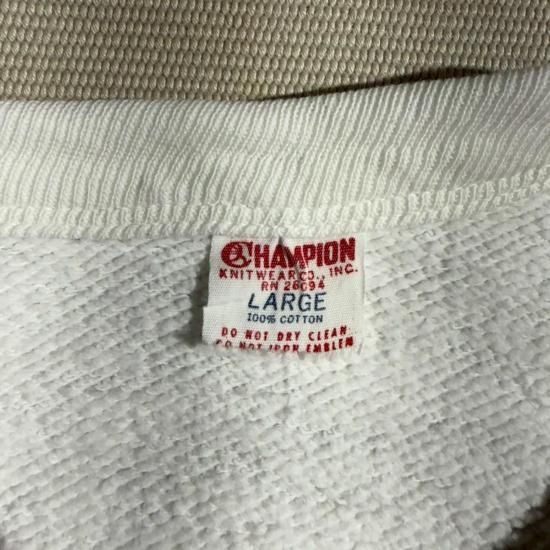 CHAMPION
KNITWEAR CO., INC.
RN 26094
LARGE
100% COTTON
DO NOT DRY CLEAN
DO NOT IRON EMBLEM